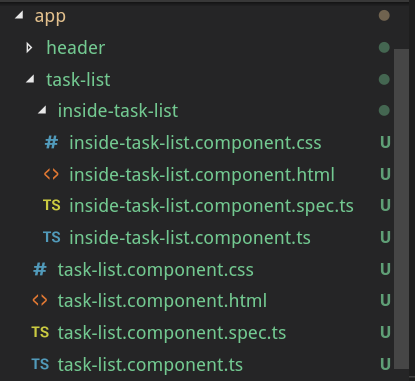 app
header
task-list
inside-task-list
# inside-task-list.component.css U
<> inside-task-list.component.html U
TS inside-task-list.component.spec.ts U
TS inside-task-list.component.ts U
# task-list.component.css U
<> task-list.component.html U
TS task-list.component.spec.ts U
TS task-list.component.ts U